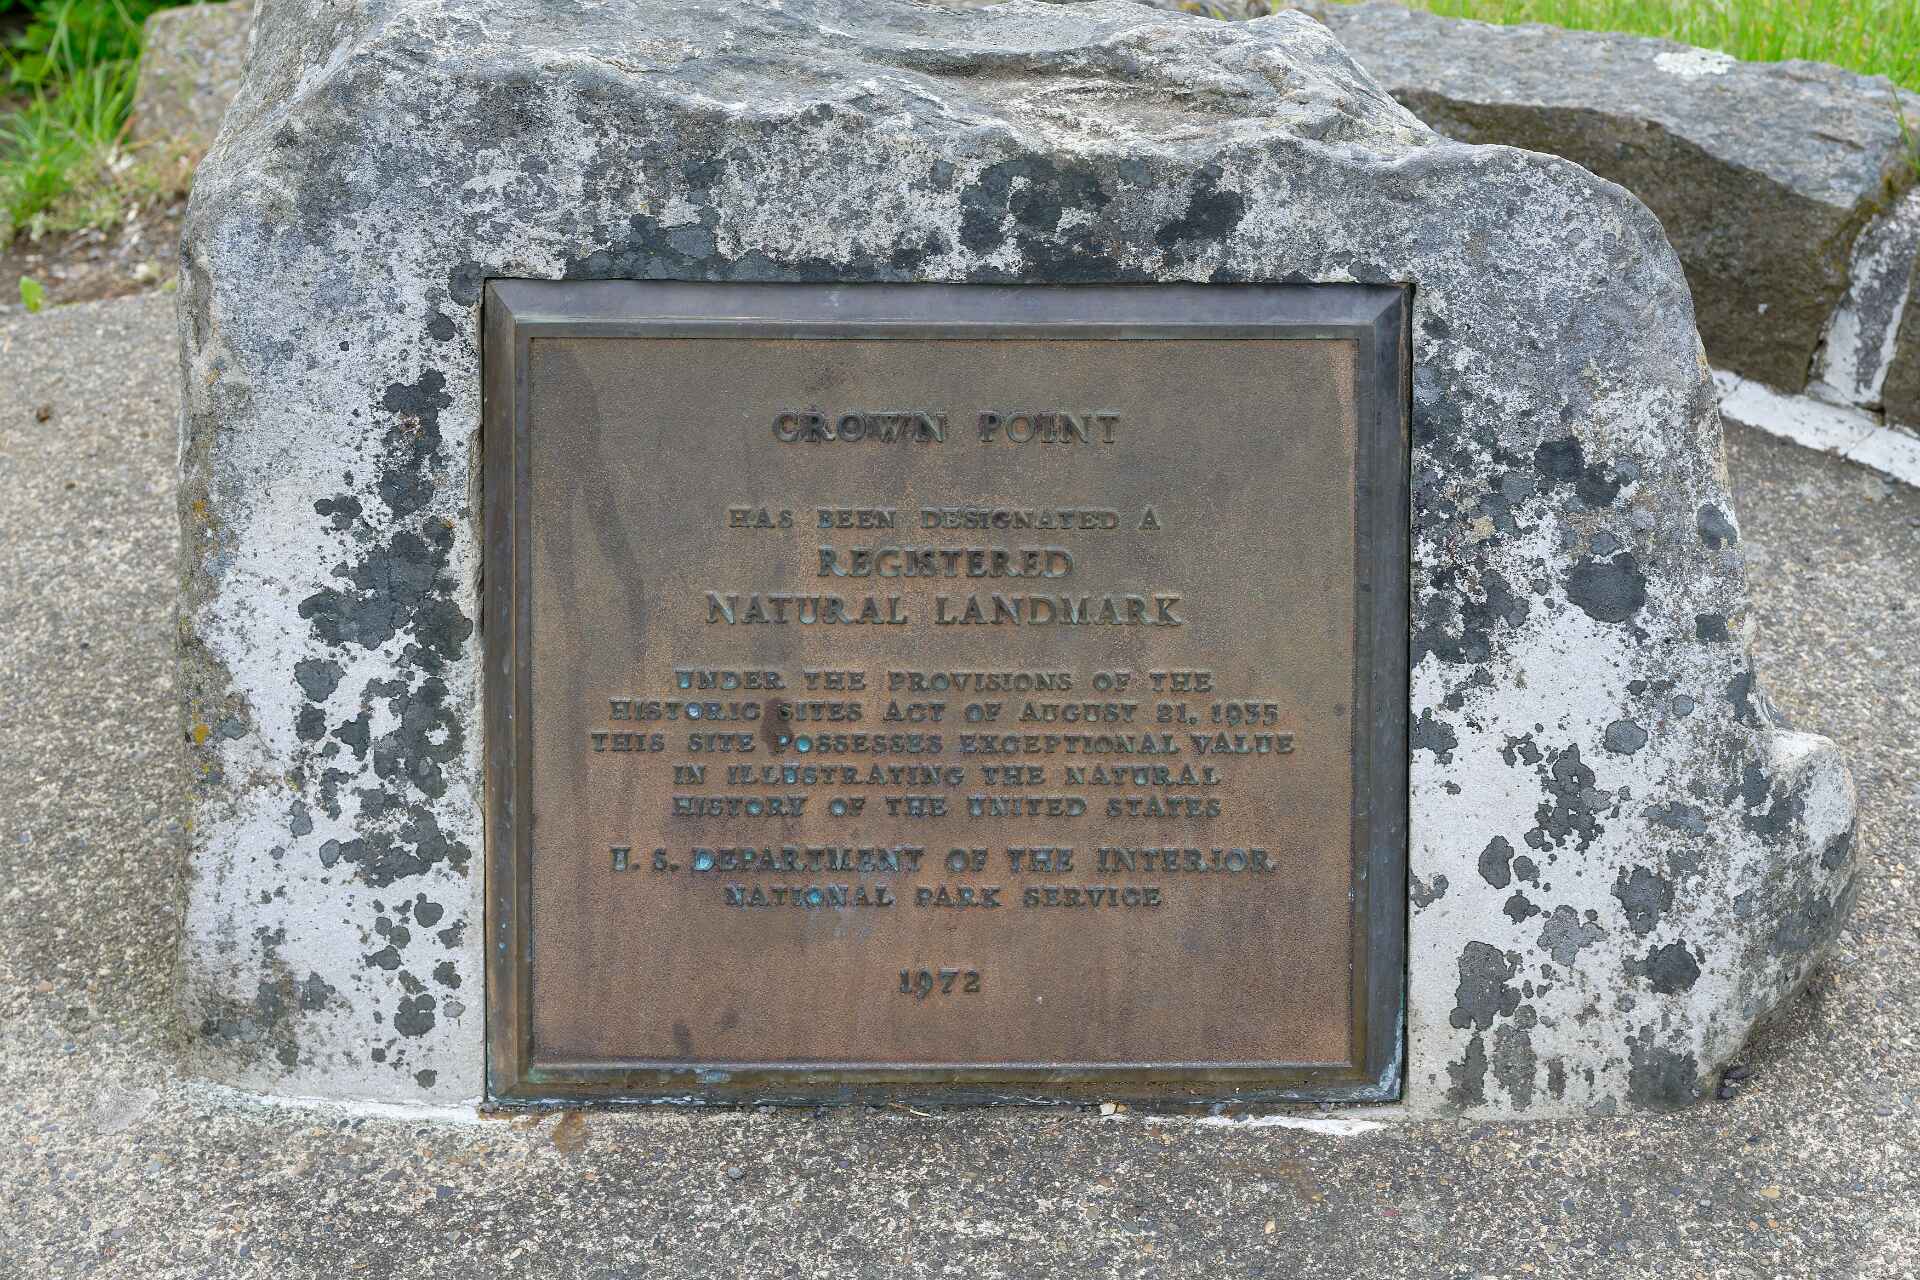 CROWN POINT
HAS BEEN DESIGNATED A
REGISTERED
NATURAL LANDMARK
UNDER THE PROVISIONS OF THE
HISTORIC SITES ACT OF AUGUST 21, 1935
THIS SITE POSSESSES EXCEPTIONAL VALUE
IN ILLUSTRATING THE NATURAL
HISTORY OF THE UNITED STATES
U. S. DEPARTMENT OF THE INTERIOR
NATIONAL PARK SERVICE
1972